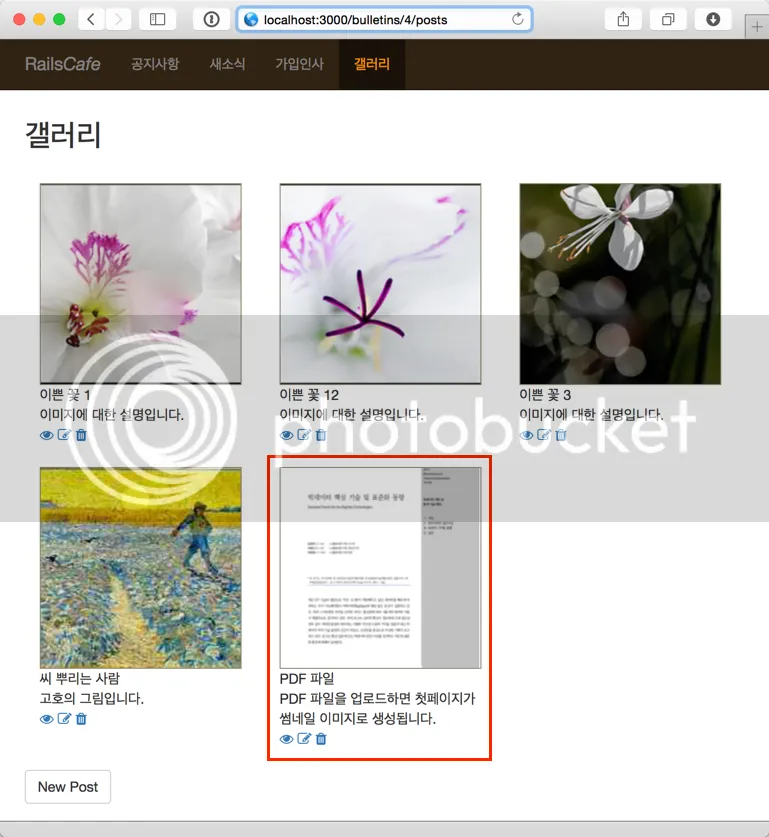 localhost:3000/bulletins/4/posts
RailsCafe 공지사항 새소식 가입인사 갤러리
갤러리
이쁜 꽃 1
이미지에 대한 설명입니다.
이쁜 꽃 12
이미지에 대한 설명입니다.
이쁜 꽃 3
이미지에 대한 설명입니다.
photobucket
빅데이터 핵심 기술 및 표준화 동향
씨 뿌리는 사람
고호의 그림입니다.
PDF 파일
PDF 파일을 업로드하면 첫페이지가
썸네일 이미지로 생성됩니다.
New Post